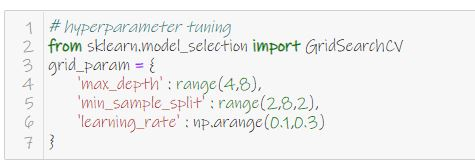 1 # hyperparameter tuning
2 from sklearn.model_selection import GridSearchCV
3 grid_param = {
4 'max_depth' : range(4,8),
5 'min_sample_split' : range(2,8,2),
6 'learning_rate' : np.arange(0.1,0.3)
7 }